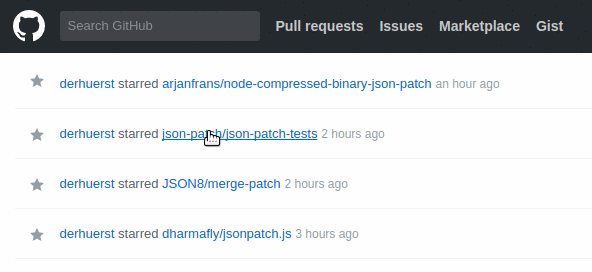 Search GitHub Pull requests Issues Marketplace Gist
derhuerst starred arjanfrans/node-compressed-binary-json-patch an hour ago
derhuerst starred json-patch/json-patch-tests 2 hours ago
derhuerst starred JSON8/merge-patch 2 hours ago
derhuerst starred dharmafly/jsonpatch.js 3 hours ago